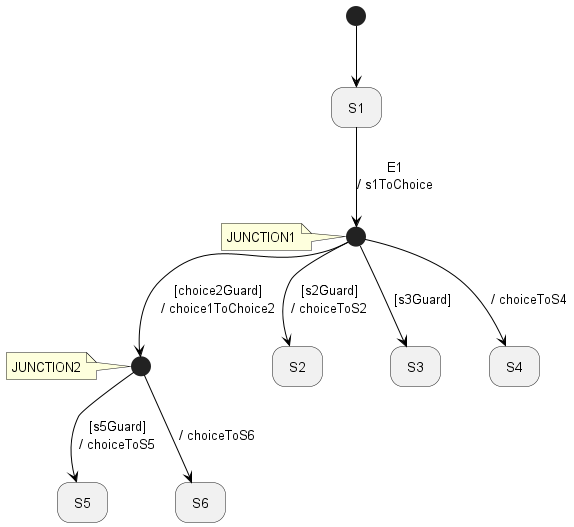 S1
E1
/ s1ToChoice
JUNCTION1
[choice2Guard]
/ choice1ToChoice2
[s2Guard]
/ choiceToS2
[s3Guard]
/ choiceToS4
JUNCTION2
S2
S3
S4
[s5Guard]
/ choiceToS5
/ choiceToS6
S5
S6